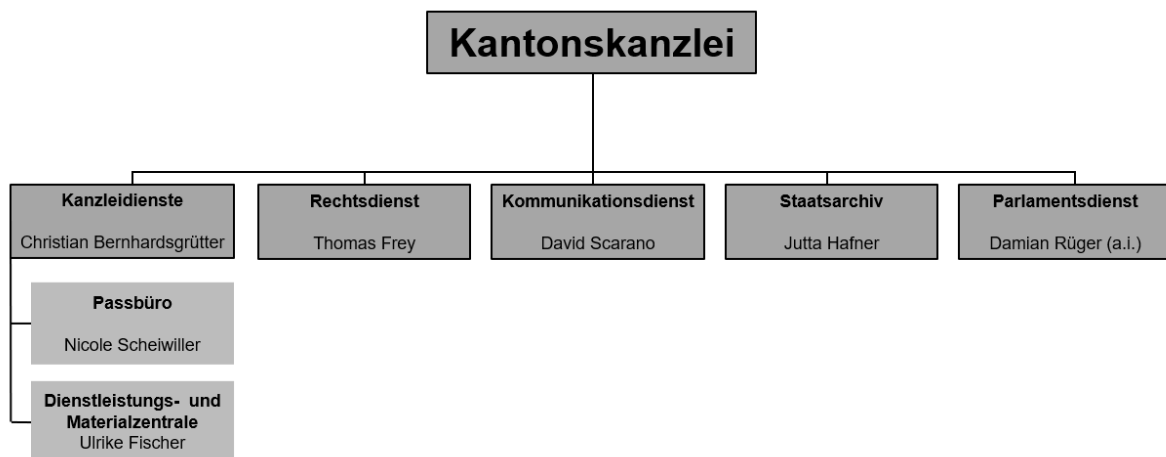 Kantonskanzlei
Kanzleidienste
Christian Bernhardsgrütter
Rechtsdienst
Thomas Frey
Kommunikationsdienst
David Scarano
Staatsarchiv
Jutta Hafner
Parlamentsdienst
Damian Rüger (a.i.)
Passbüro
Nicole Scheiwiller
Dienstleistungs- und
Materialzentrale
Ulrike Fischer